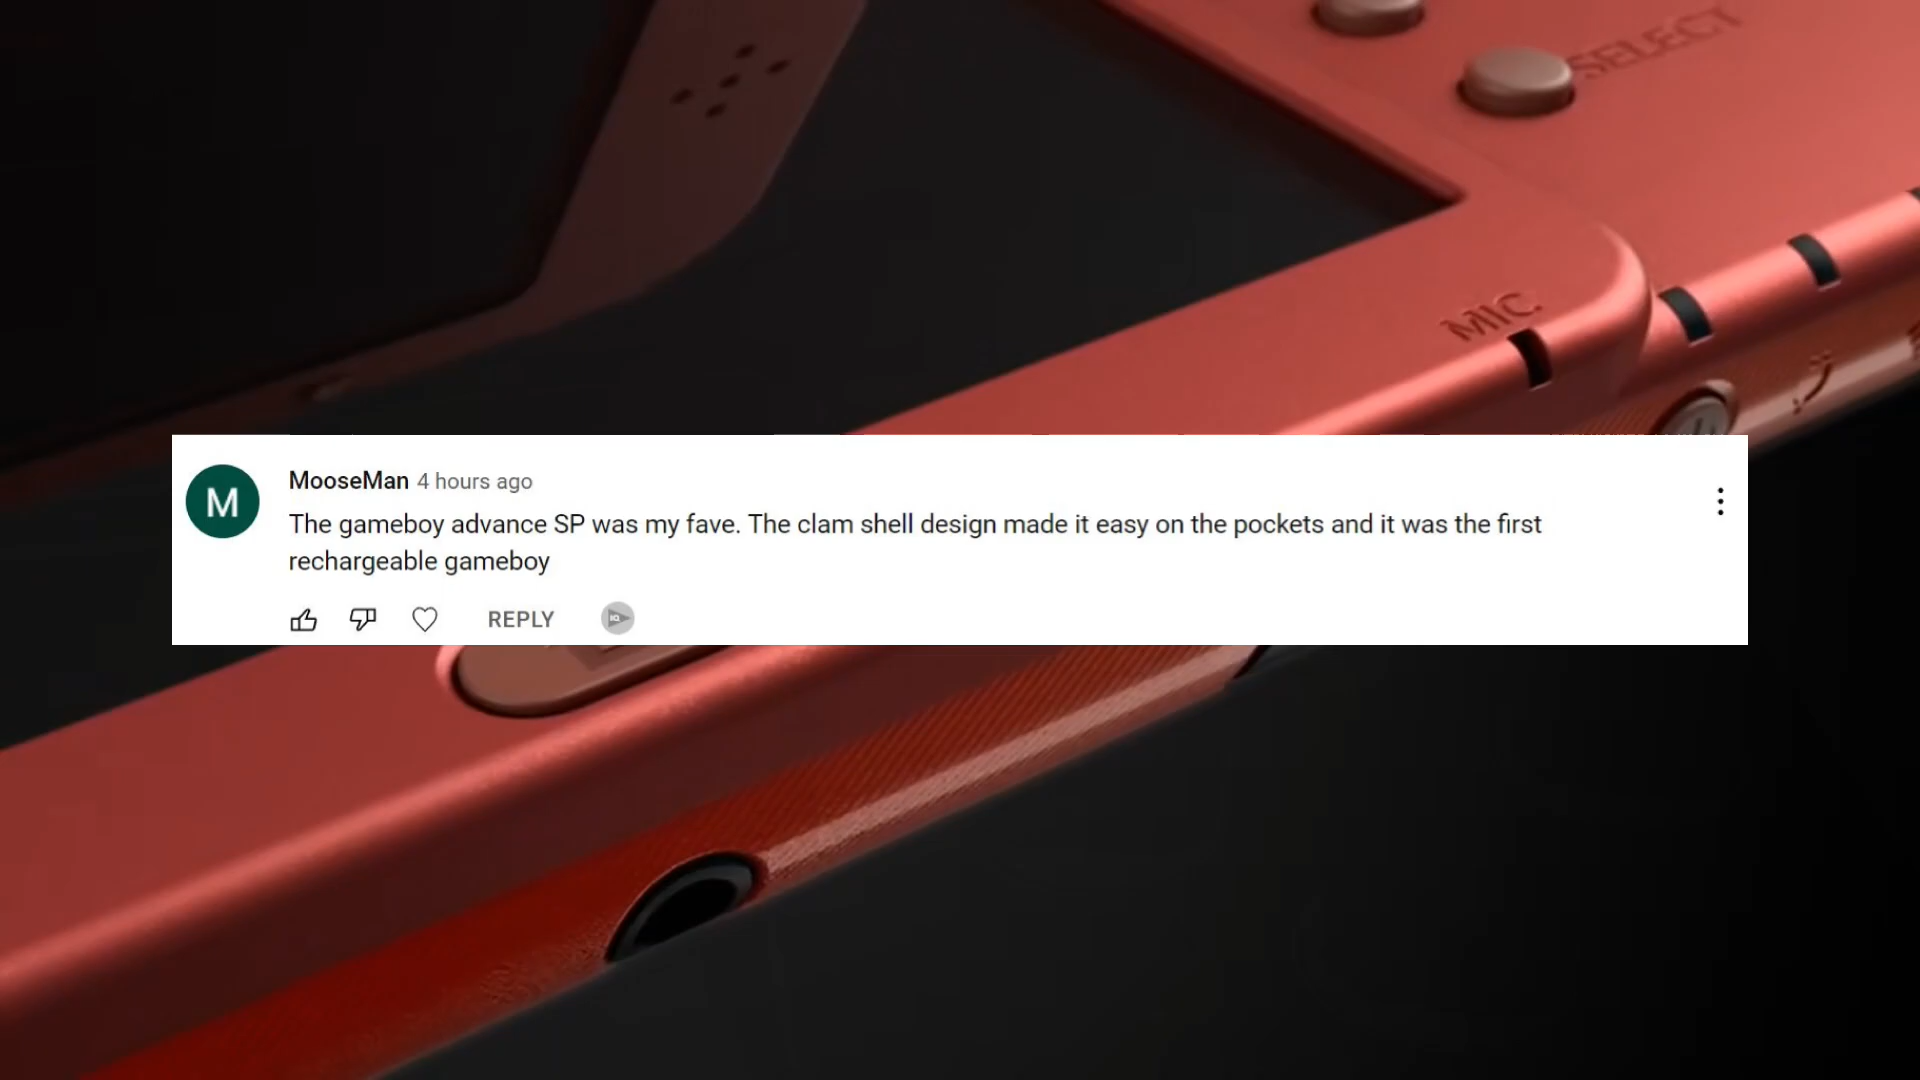 SELECT
MIC
M
MooseMan 4 hours ago
The gameboy advance SP was my fave. The clam shell design made it easy on the pockets and it was the first
rechargeable gameboy
REPLY